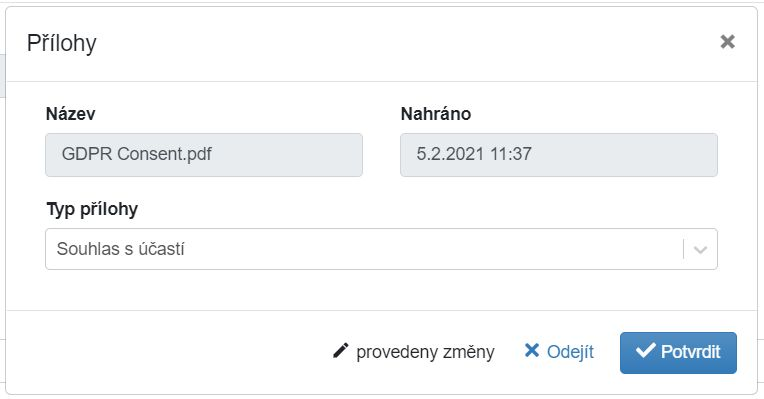 Přílohy
Název
Nahráno
GDPR Consent.pdf
5.2.2021 11:37
Typ přílohy
Souhlas s účastí
provedeny změny
Odejít
Potvrdit